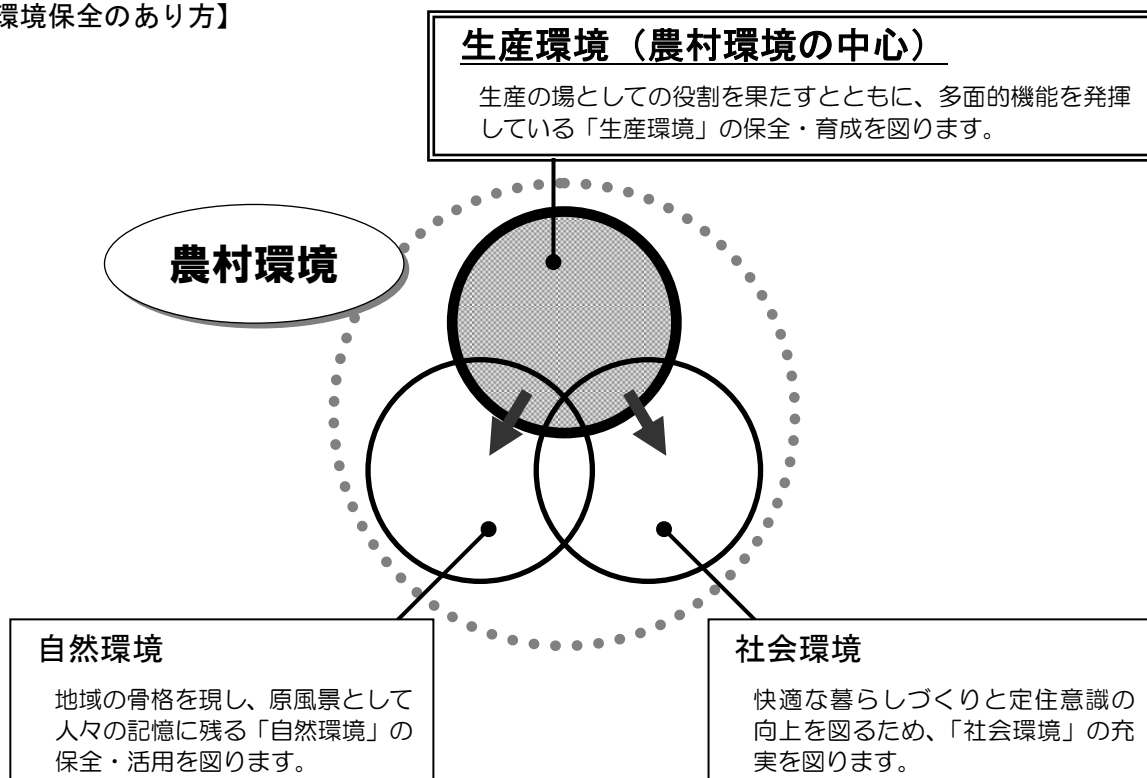 環境保全のあり方】
生産環境（農村環境の中心）
生産の場としての役割を果たすとともに、多面的機能を発揮
している「生産環境」の保全・育成を図ります。
農村環境
自然環境
地域の骨格を現し、原風景として
人々の記憶に残る「自然環境」の
保全・活用を図ります。
社会環境
快適な暮らしづくりと定住意識の
向上を図るため、「社会環境」の充
実を図ります。